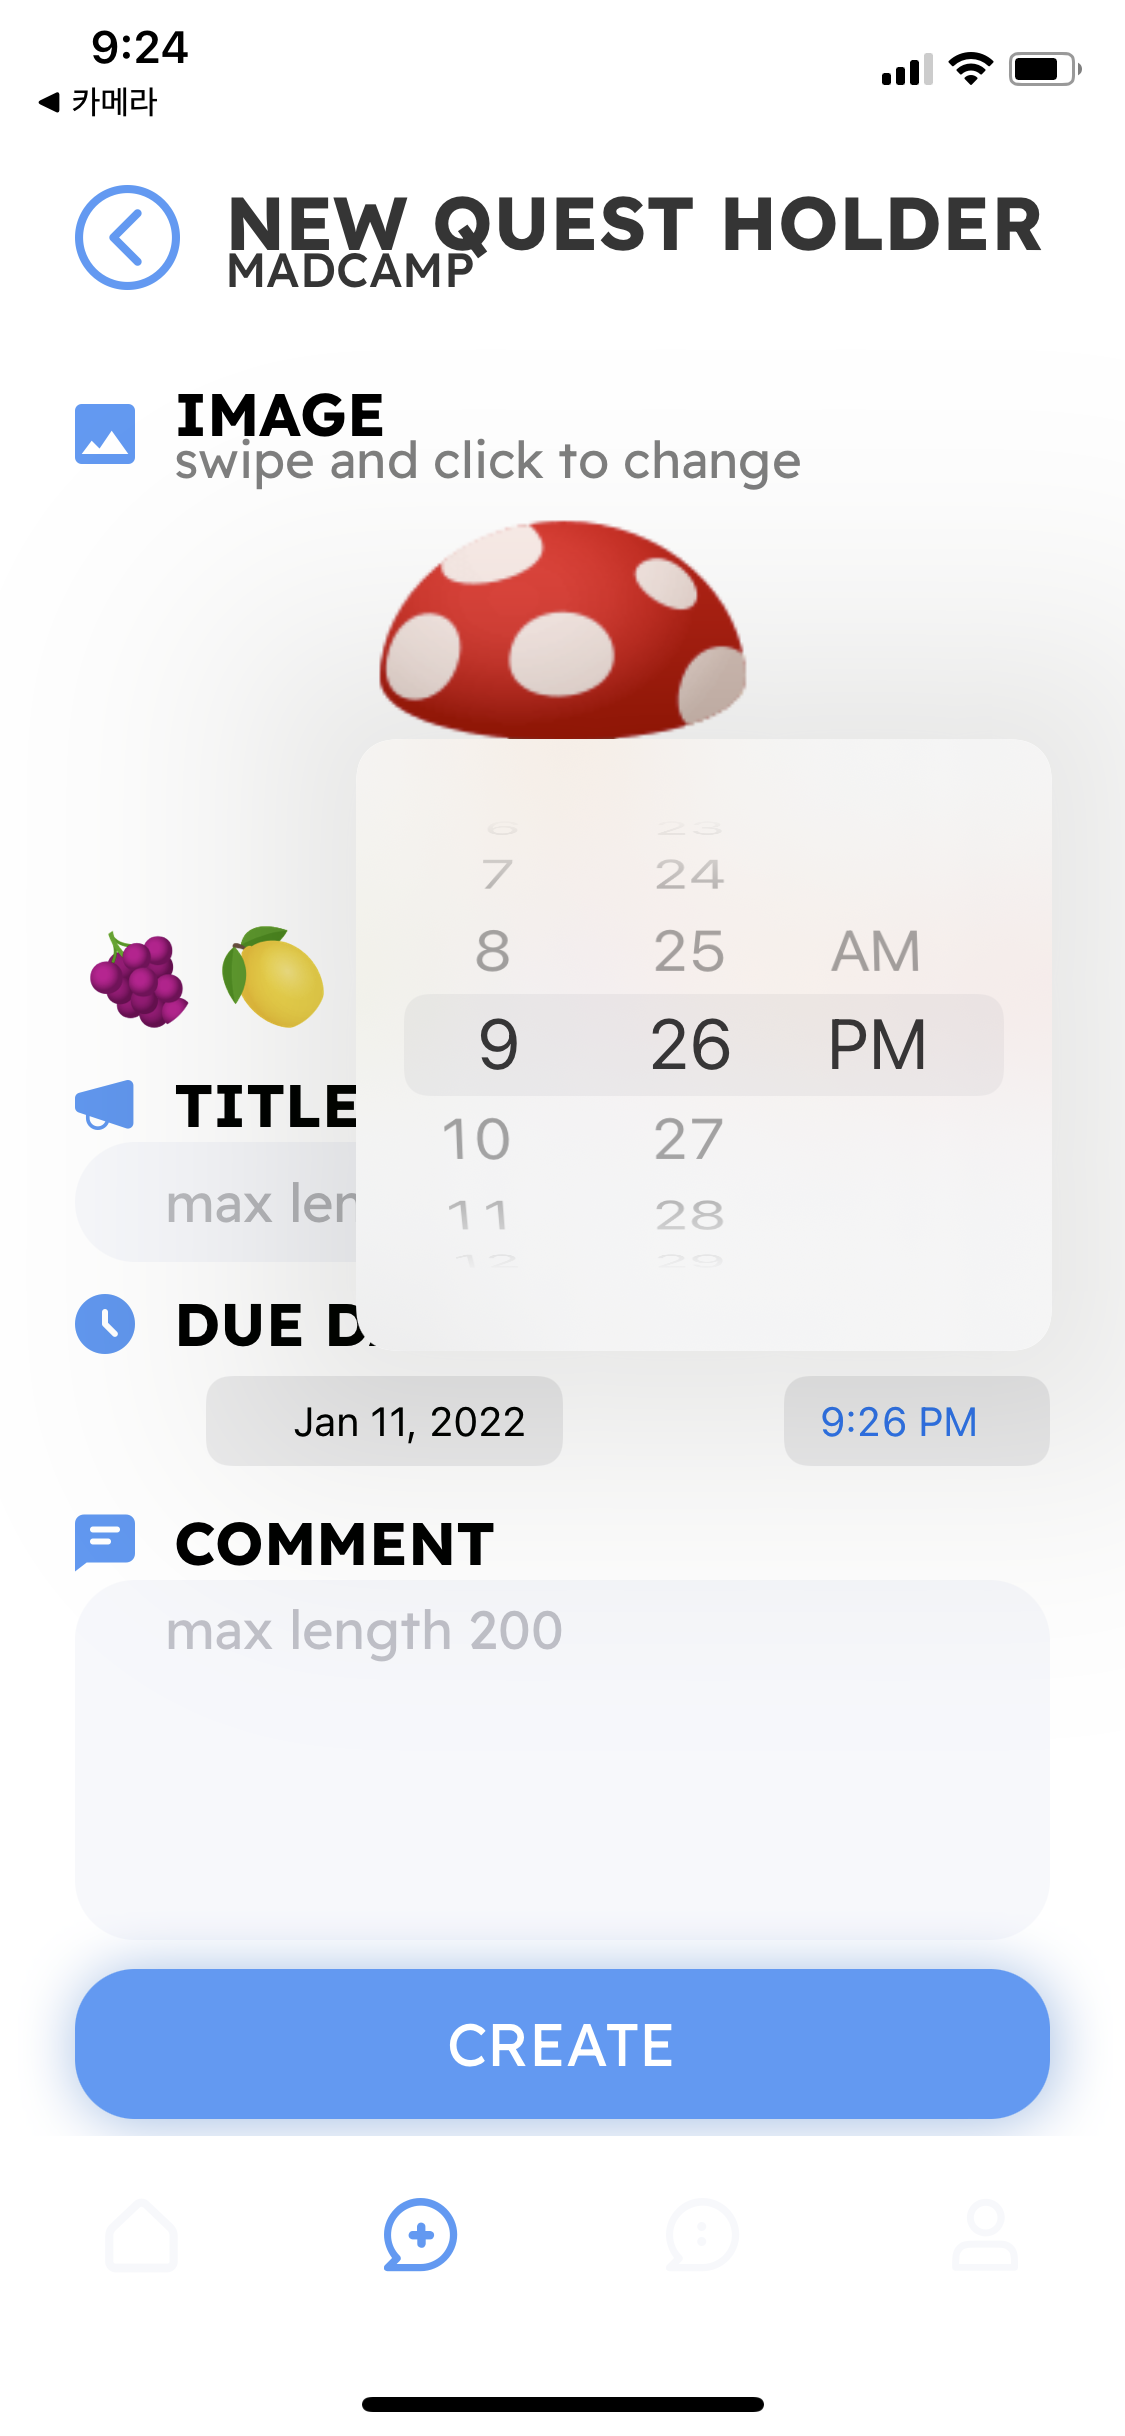 9:24
◀ 카메라
NEW QUEST HOLDER
MADCAMP
IMAGE
swipe and click to change
6 23
7 24
8 25 AM
9 26 PM
10 27
11 28
12 29
TITLE
max len
DUE D
Jan 11, 2022 9:26 PM
COMMENT
max length 200
CREATE